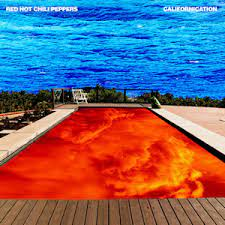 RED HOT CHILI PEPPERS
CALIFORNICATION